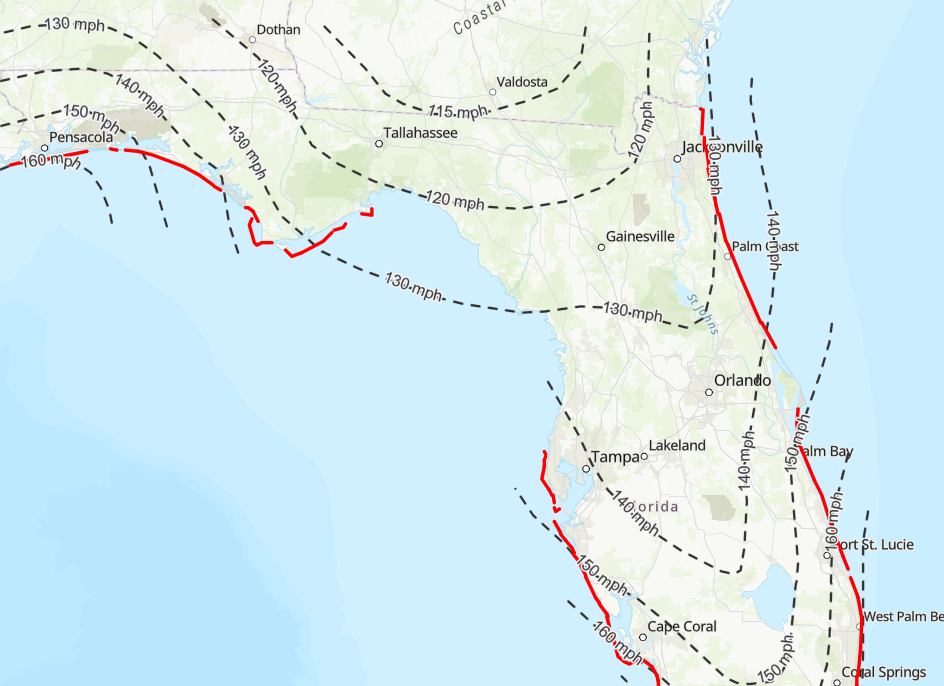 130 mph
Dothan
Coastal
120 mph
Valdosta
140 mph
115 mph
150 mph
Pensacola
Tallahassee
120 mph
Jacksonville
130 mph
160 mph
130 mph
120 mph
Gainesville
Palm Coast
140 mph
130 mph
130 mph
St Johns
Orlando
Tampa
Lakeland
140 mph
150 mph
alm Bay
140 mph
lorida
160 mph
ort St. Lucie
150 mph
160 mph
Cape Coral
West Palm Be
150 mph
Coral Springs